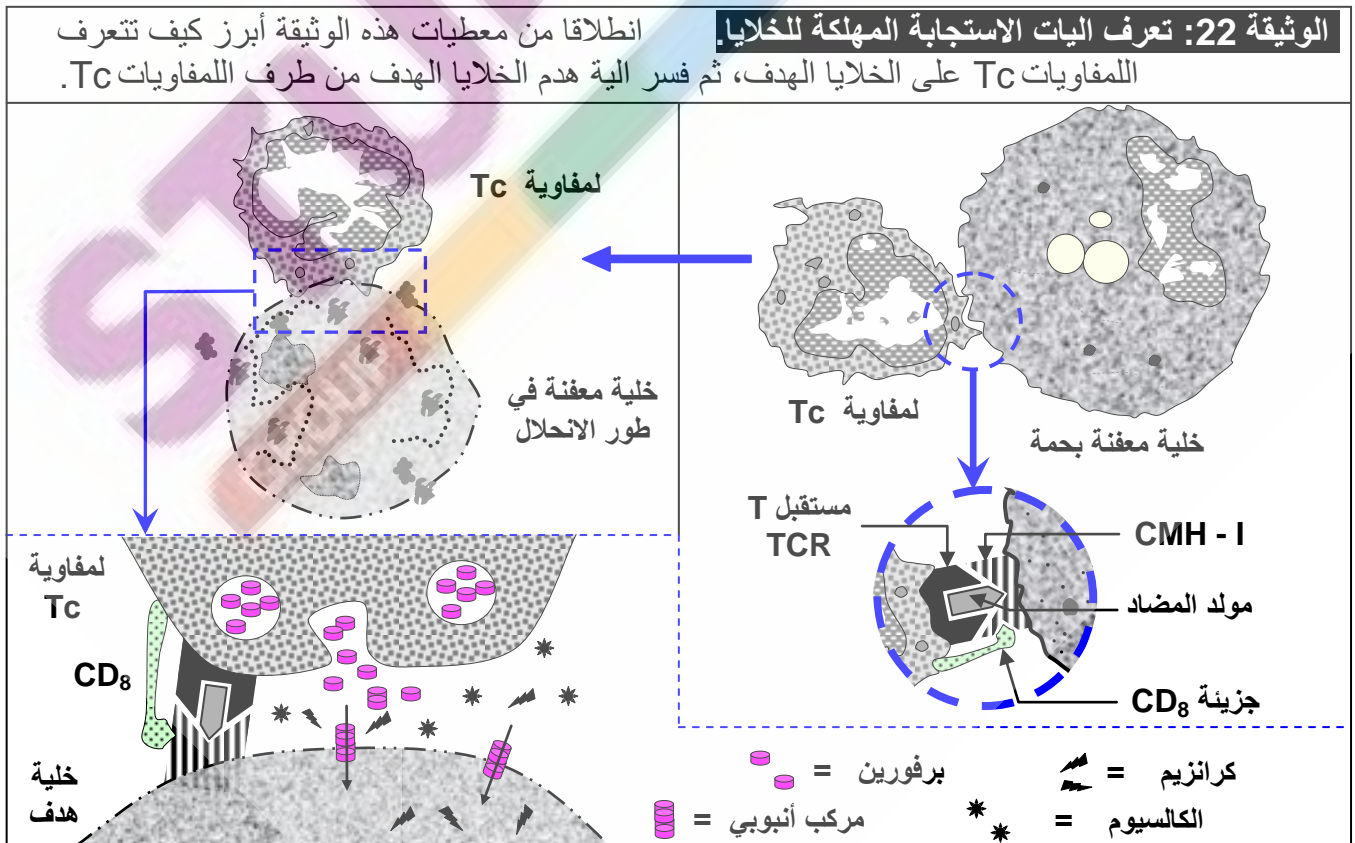 الوثيقة 22: تعرف اليات الاستجابة المهلكة للخلايا. انطلاقا من معطيات هذه الوثيقة أبرز كيف تتعرف
اللمفاويات Tc على الخلايا الهدف، ثم فسر الية هدم الخلايا الهدف من طرف اللمفاويات Tc.
لمفاوية Tc
خلية معفنة بحمة
مستقبل T
TCR
CMH - I
مولد المضاد
جزيئة CD₈
لمفاوية Tc
خلية معفنة في
طور الانحلال
لمفاوية
Tc
CD₈
خلية
هدف
كرانزيم =
برفورين =
الكالسيوم =
مركب أنبوبي =